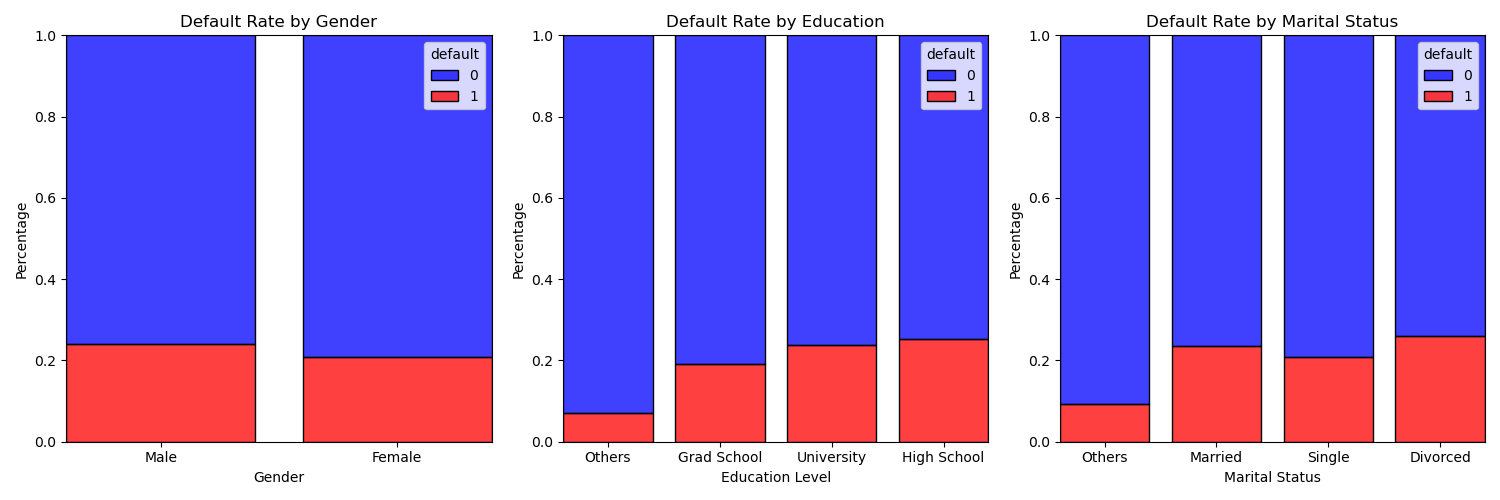 Default Rate by Gender
Percentage
1.0
0.8
0.6
0.4
0.2
0.0
default
0
1
Male Female
Gender
Default Rate by Education
Percentage
1.0
0.8
0.6
0.4
0.2
0.0
default
0
1
Others Grad School University High School
Education Level
Default Rate by Marital Status
Percentage
1.0
0.8
0.6
0.4
0.2
0.0
default
0
1
Others Married Single Divorced
Marital Status